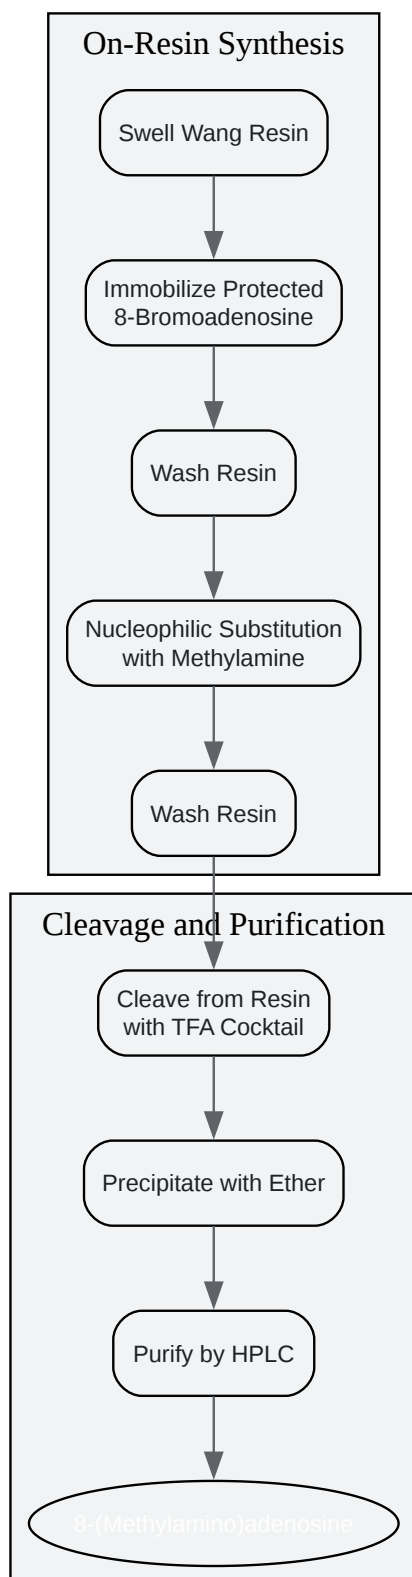 On-Resin Synthesis
Swell Wang Resin
Immobilize Protected
8-Bromoadenosine
Wash Resin
Nucleophilic Substitution
with Methylamine
Wash Resin
Cleavage and Purification
Cleave from Resin
with TFA Cocktail
Precipitate with Ether
Purify by HPLC
8-(Methylamino)adenosine